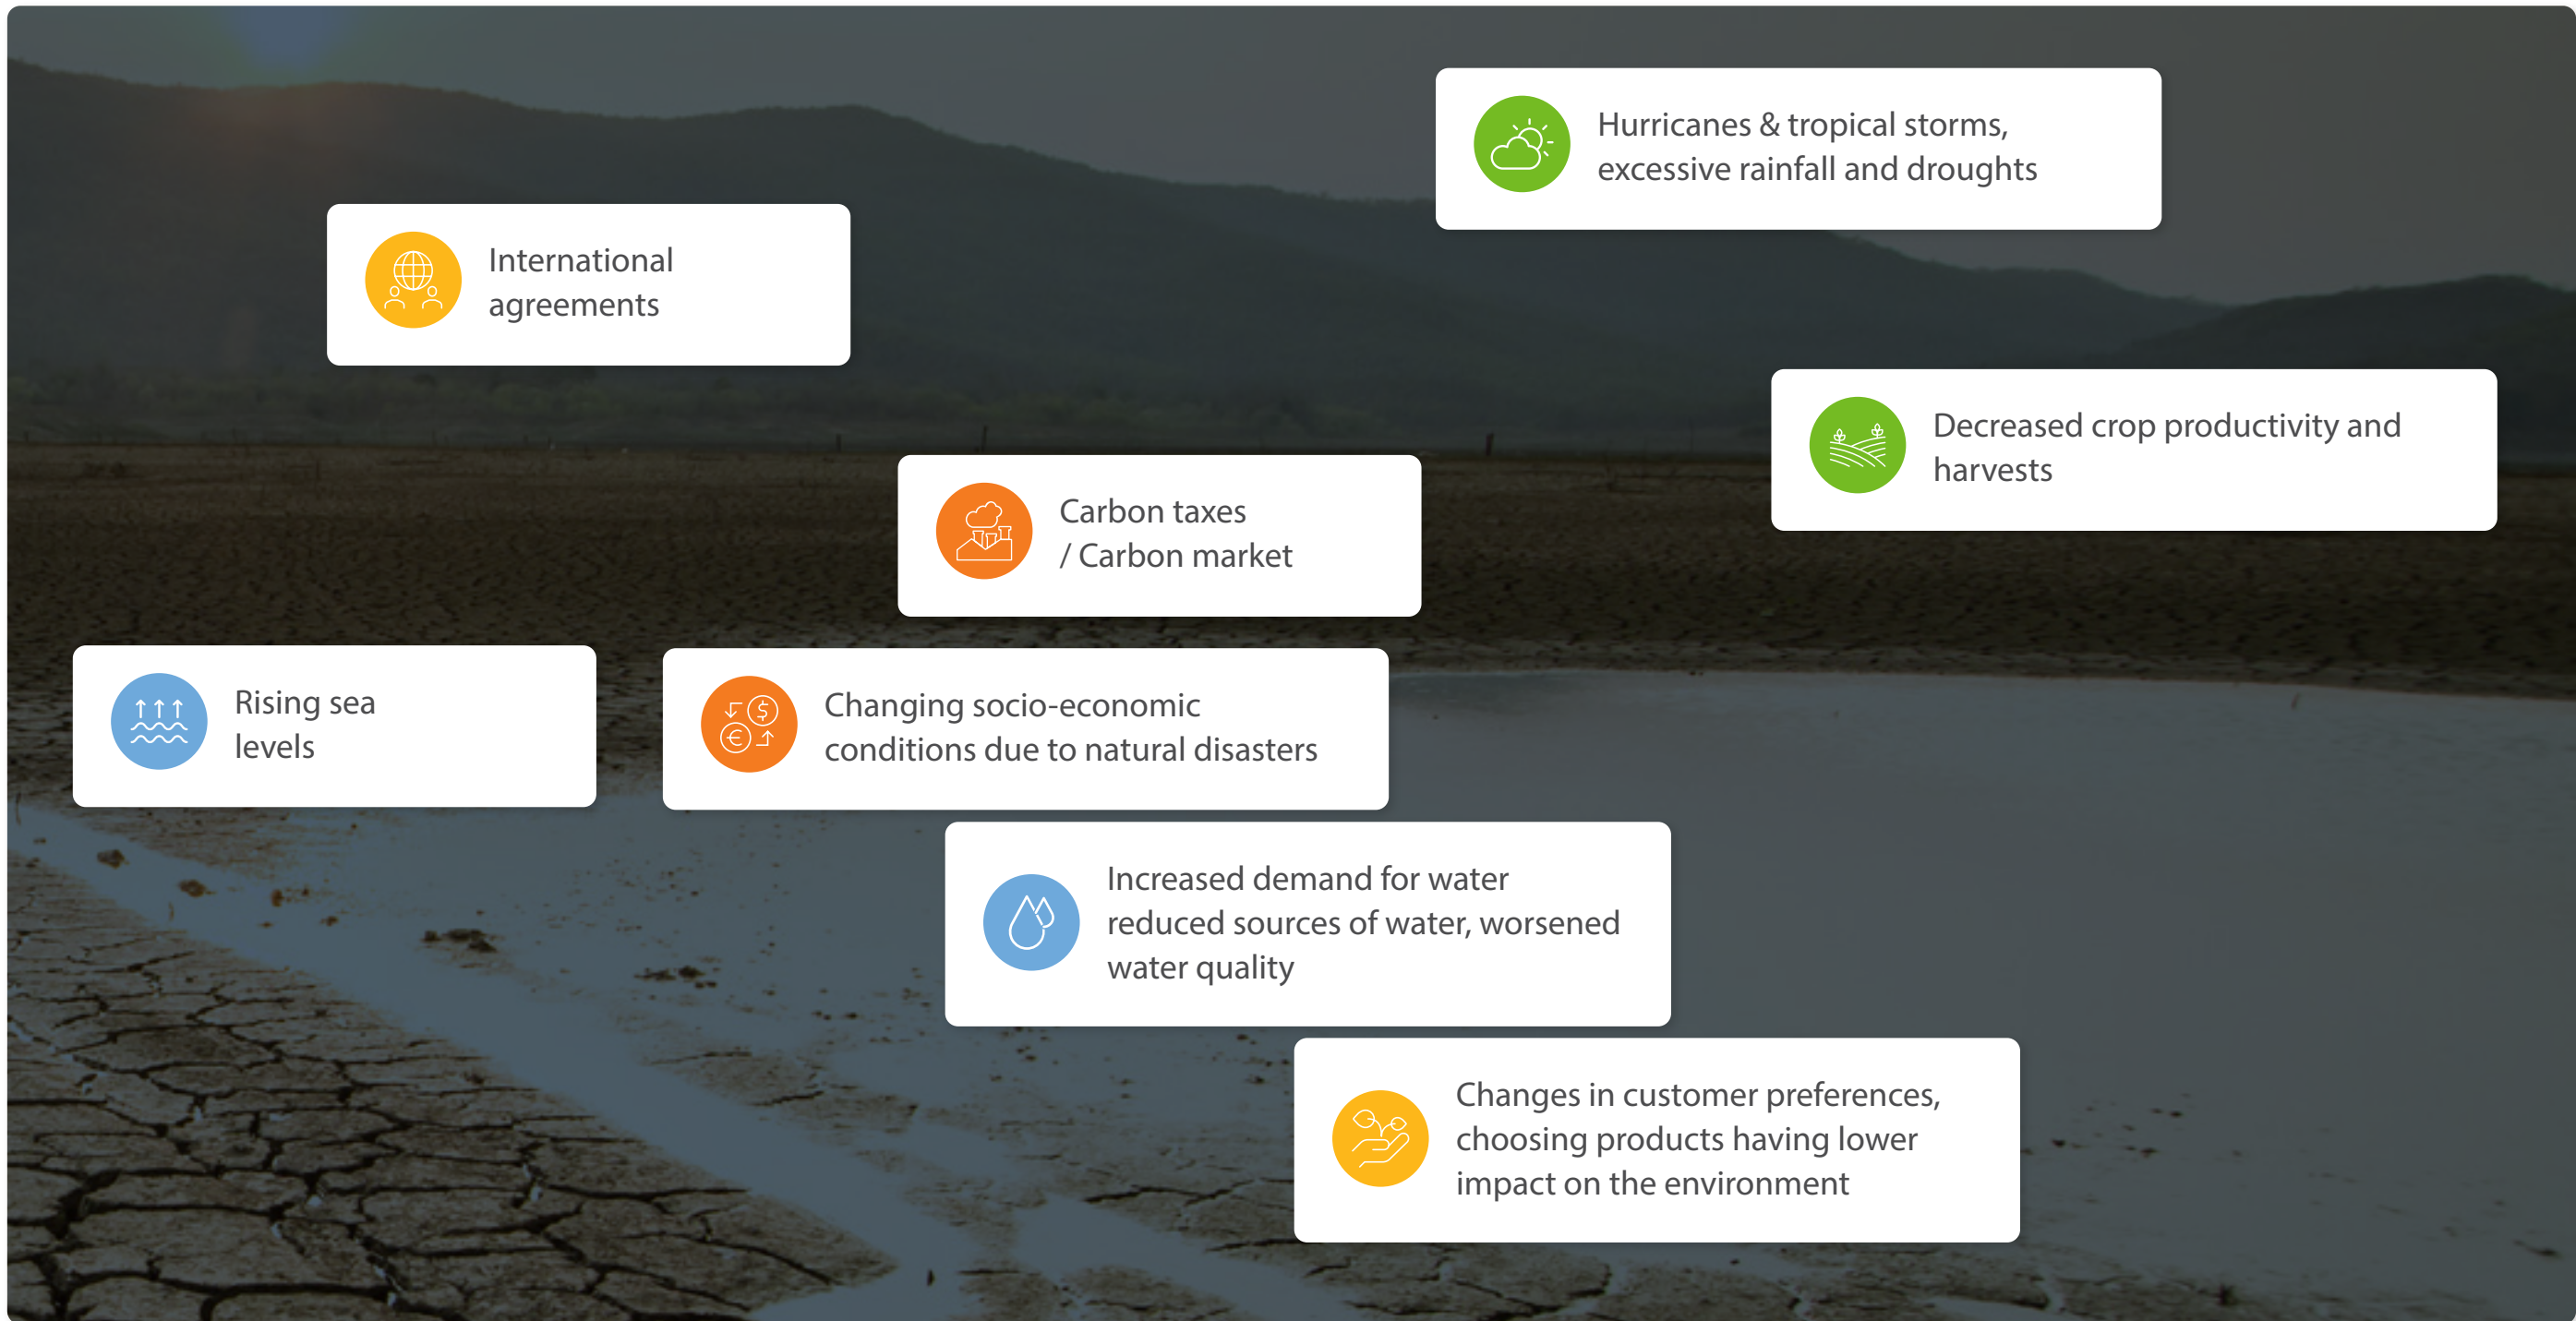 Hurricanes & tropical storms,
excessive rainfall and droughts
International
agreements
Decreased crop productivity and
harvests
Carbon taxes
/ Carbon market
Rising sea
levels
Changing socio-economic
conditions due to natural disasters
Increased demand for water
reduced sources of water, worsened
water quality
Changes in customer preferences,
choosing products having lower
impact on the environment